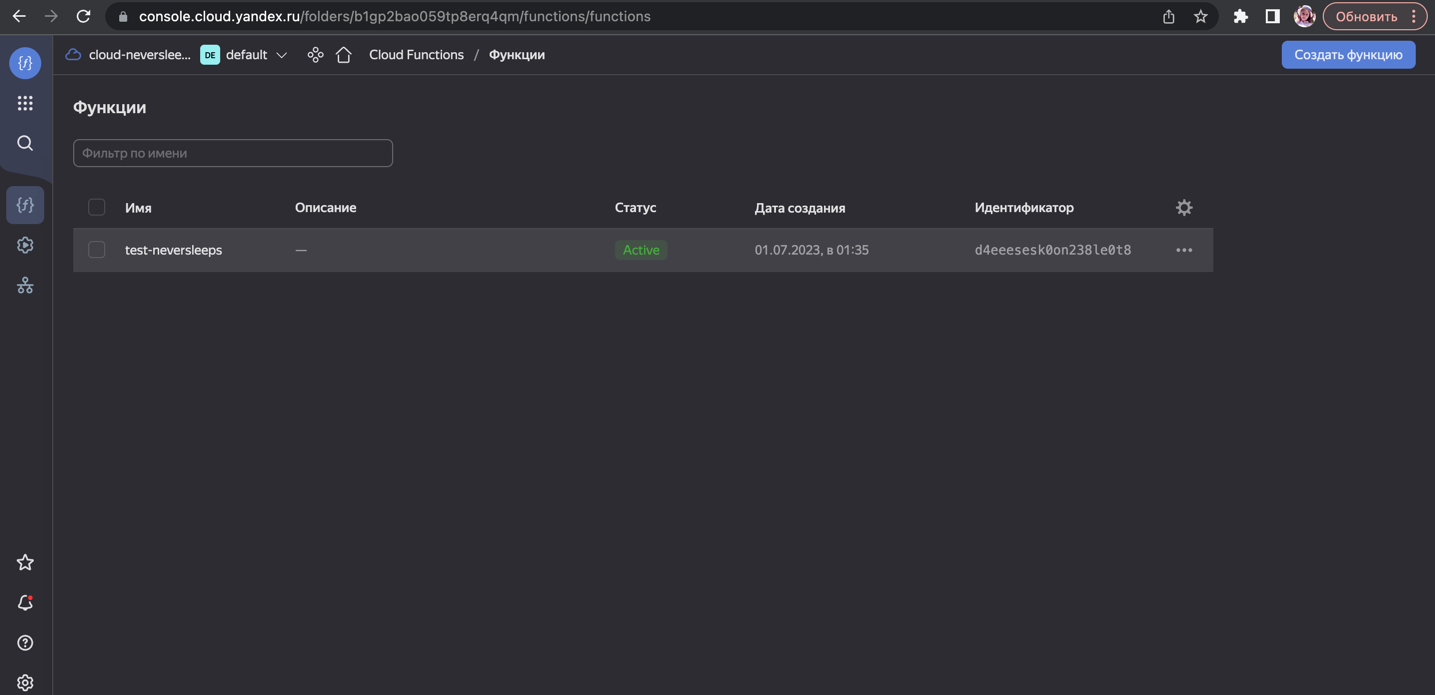 console.cloud.yandex.ru/folders/b1gp2bao059tp8erq4qm/functions/functions
Обновить
{ƒ} cloud-neverslee... DE default Cloud Functions / Функции Создать функцию
Функции
Фильтр по имени
Имя Описание Статус Дата создания Идентификатор
test-neversleeps — Active 01.07.2023, в 01:35 d4eeesesk0on238le0t8